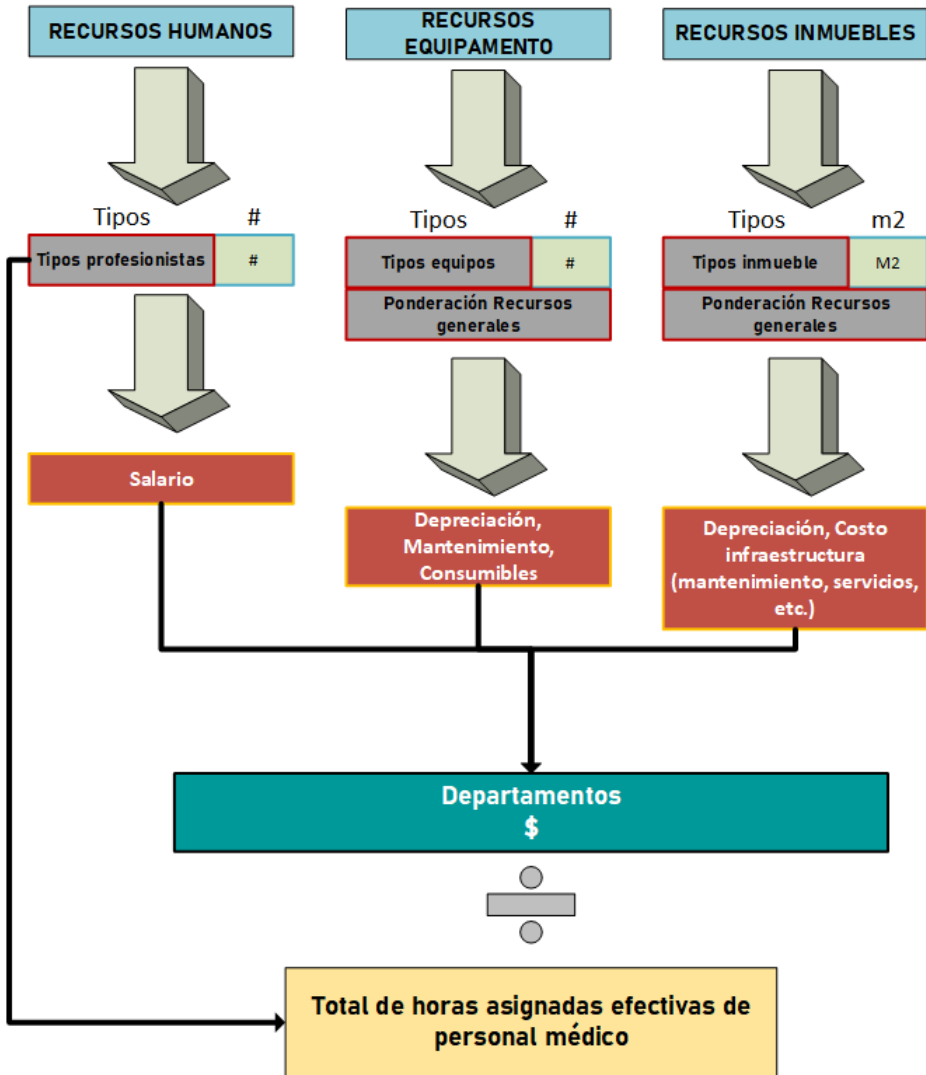 RECURSOS HUMANOS
RECURSOS
EQUIPAMENTO
RECURSOS INMUEBLES
Tipos #
Tipos #
Tipos m2
Tipos profesionistas #
Tipos equipos #
Tipos inmueble M2
Ponderación Recursos
generales
Ponderación Recursos
generales
Salario
Depreciación,
Mantenimiento,
Consumibles
Depreciación, Costo
infraestructura
(mantenimiento, servicios,
etc.)
Departamentos
$
Total de horas asignadas efectivas de
personal médico